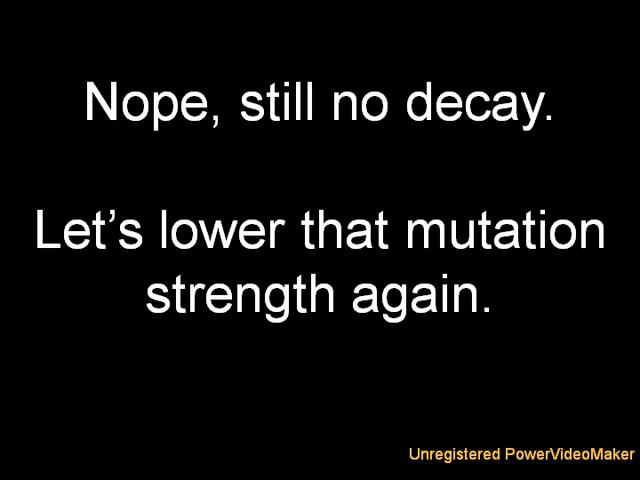 Nope, still no decay.
Let’s lower that mutation
strength again.
Unregistered PowerVideoMaker